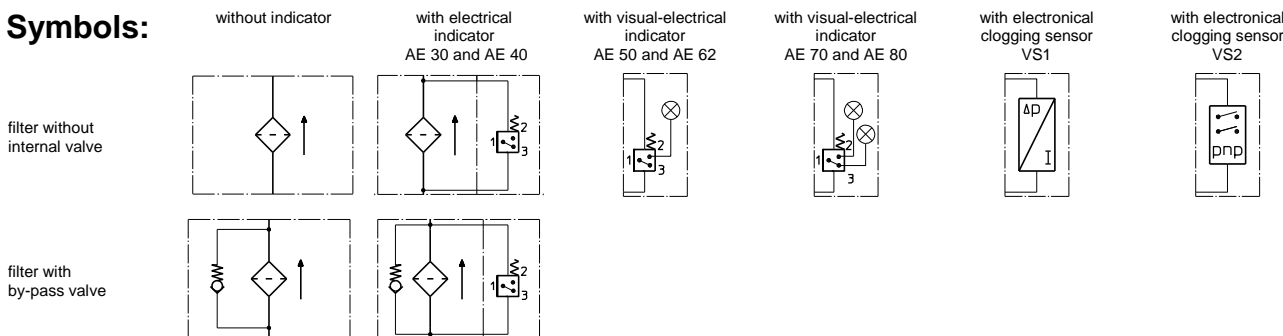 Symbols:
without indicator
with electrical
indicator
AE 30 and AE 40
with visual-electrical
indicator
AE 50 and AE 62
with visual-electrical
indicator
AE 70 and AE 80
with electronical
clogging sensor
VS1
with electronical
clogging sensor
VS2
filter without
internal valve
1
2
3
1
2
3
1
2
3
Δp
I
pnp
filter with
by-pass valve
1
2
3